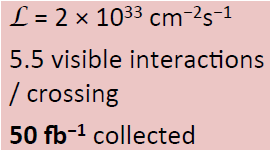 ℒ = 2 × 10³³ cm⁻²s⁻¹
5.5 visible interactions
/ crossing
50 fb⁻¹ collected